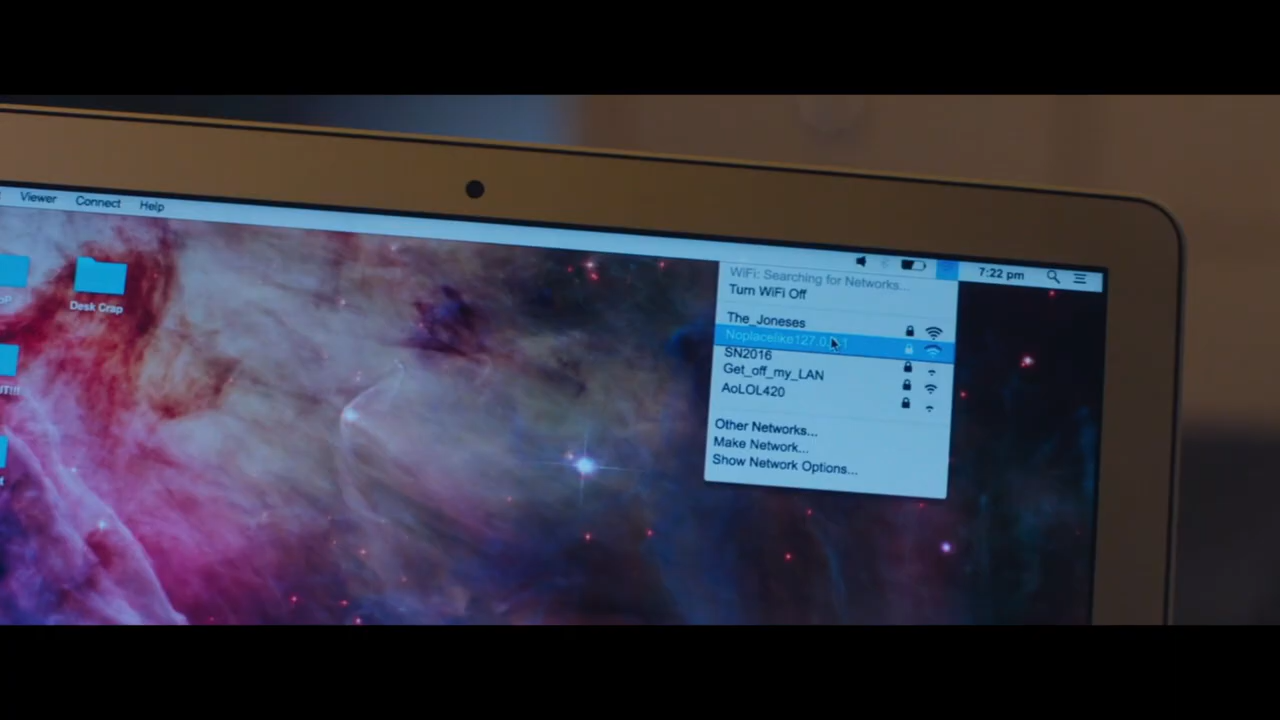 Viewer Connect Help
7:22 pm
Desk Crap
WiFi: Searching for Networks...
Turn WiFi Off
The_Joneses
SN2016
Get_off_my_LAN
AoLOL420
Other Networks...
Make Network...
Show Network Options...